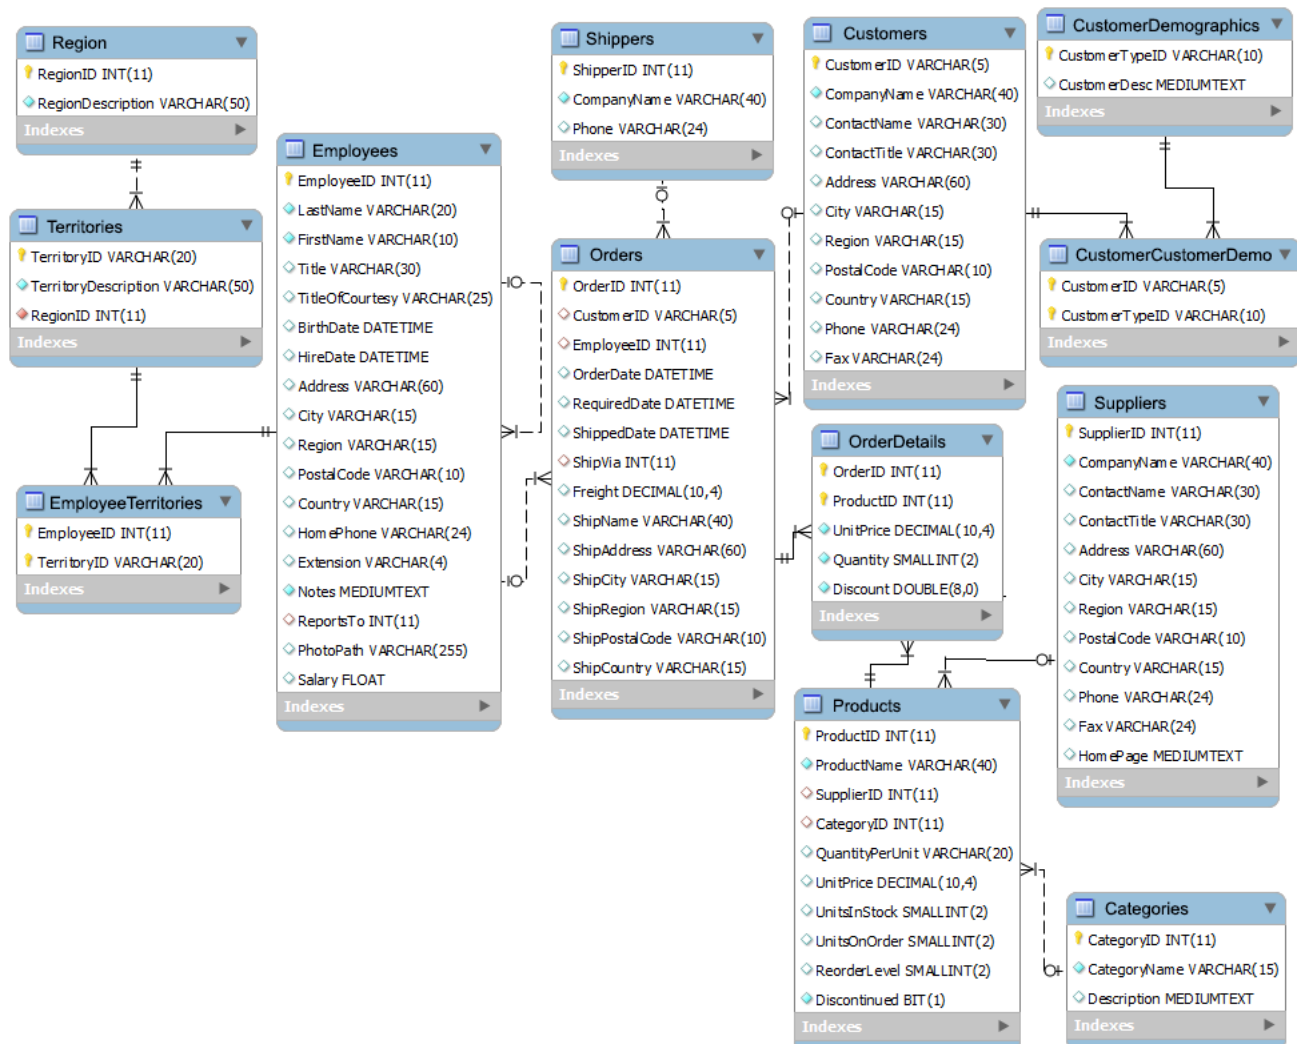 Region
RegionID INT(11)
RegionDescription VARCHAR(50)
Indexes
Territories
TerritoryID VARCHAR(20)
TerritoryDescription VARCHAR(50)
RegionID INT(11)
Indexes
EmployeeTerritories
EmployeeID INT(11)
TerritoryID VARCHAR(20)
Indexes
Employees
EmployeeID INT(11)
LastName VARCHAR(20)
FirstName VARCHAR(10)
Title VARCHAR(30)
TitleOfCourtesy VARCHAR(25)
BirthDate DATETIME
HireDate DATETIME
Address VARCHAR(60)
City VARCHAR(15)
Region VARCHAR(15)
PostalCode VARCHAR(10)
Country VARCHAR(15)
HomePhone VARCHAR(24)
Extension VARCHAR(4)
Notes MEDIUMTEXT
ReportsTo INT(11)
PhotoPath VARCHAR(255)
Salary FLOAT
Indexes
Shippers
ShipperID INT(11)
CompanyName VARCHAR(40)
Phone VARCHAR(24)
Indexes
Orders
OrderID INT(11)
CustomerID VARCHAR(5)
EmployeeID INT(11)
OrderDate DATETIME
RequiredDate DATETIME
ShippedDate DATETIME
ShipVia INT(11)
Freight DECIMAL(10,4)
ShipName VARCHAR(40)
ShipAddress VARCHAR(60)
ShipCity VARCHAR(15)
ShipRegion VARCHAR(15)
ShipPostalCode VARCHAR(10)
ShipCountry VARCHAR(15)
Indexes
Customers
CustomerID VARCHAR(5)
CompanyName VARCHAR(40)
ContactName VARCHAR(30)
ContactTitle VARCHAR(30)
Address VARCHAR(60)
City VARCHAR(15)
Region VARCHAR(15)
PostalCode VARCHAR(10)
Country VARCHAR(15)
Phone VARCHAR(24)
Fax VARCHAR(24)
Indexes
OrderDetails
OrderID INT(11)
ProductID INT(11)
UnitPrice DECIMAL(10,4)
Quantity SMALLINT(2)
Discount DOUBLE(8,0)
Indexes
Products
ProductID INT(11)
ProductName VARCHAR(40)
SupplierID INT(11)
CategoryID INT(11)
QuantityPerUnit VARCHAR(20)
UnitPrice DECIMAL(10,4)
UnitsInStock SMALLINT(2)
UnitsOnOrder SMALLINT(2)
ReorderLevel SMALLINT(2)
Discontinued BIT(1)
Indexes
CustomerDemographics
CustomerTypeID VARCHAR(10)
CustomerDesc MEDIUMTEXT
Indexes
CustomerCustomerDemo
CustomerID VARCHAR(5)
CustomerTypeID VARCHAR(10)
Indexes
Suppliers
SupplierID INT(11)
CompanyName VARCHAR(40)
ContactName VARCHAR(30)
ContactTitle VARCHAR(30)
Address VARCHAR(60)
City VARCHAR(15)
Region VARCHAR(15)
PostalCode VARCHAR(10)
Country VARCHAR(15)
Phone VARCHAR(24)
Fax VARCHAR(24)
HomePage MEDIUMTEXT
Indexes
Categories
CategoryID INT(11)
CategoryName VARCHAR(15)
Description MEDIUMTEXT
Indexes